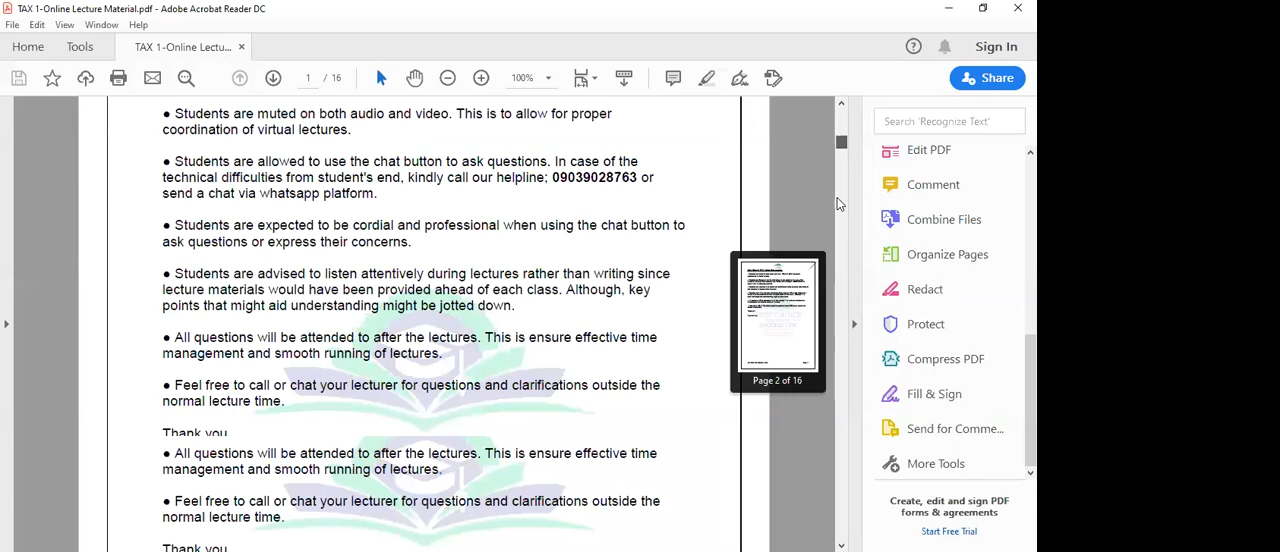 TAX 1-Online Lecture Material.pdf - Adobe Acrobat Reader DC
File Edit View Window Help
Home Tools TAX 1-Online Lectu... × Sign In
1 / 16 100% Share
● Students are muted on both audio and video. This is to allow for proper
coordination of virtual lectures.
● Students are allowed to use the chat button to ask questions. In case of the
technical difficulties from student's end, kindly call our helpline; 09039028763 or
send a chat via whatsapp platform.
● Students are expected to be cordial and professional when using the chat button to
ask questions or express their concerns.
● Students are advised to listen attentively during lectures rather than writing since
lecture materials would have been provided ahead of each class. Although, key
points that might aid understanding might be jotted down.
● All questions will be attended to after the lectures. This is ensure effective time
management and smooth running of lectures.
● Feel free to call or chat your lecturer for questions and clarifications outside the
normal lecture time.
Thank you
● All questions will be attended to after the lectures. This is ensure effective time
management and smooth running of lectures.
● Feel free to call or chat your lecturer for questions and clarifications outside the
normal lecture time.
Thank you
Page 2 of 16
Search 'Recognize Text'
Edit PDF
Comment
Combine Files
Organize Pages
Redact
Protect
Compress PDF
Fill & Sign
Send for Comme...
More Tools
Create, edit and sign PDF
forms & agreements
Start Free Trial